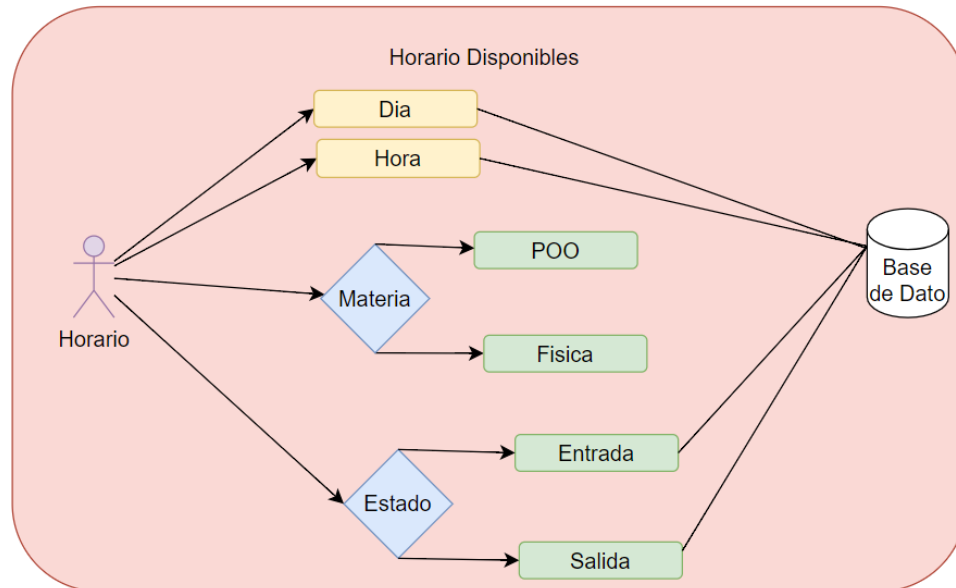 Horario Disponibles
Dia
Hora
POO
Materia
Fisica
Horario
Base
de Dato
Entrada
Estado
Salida